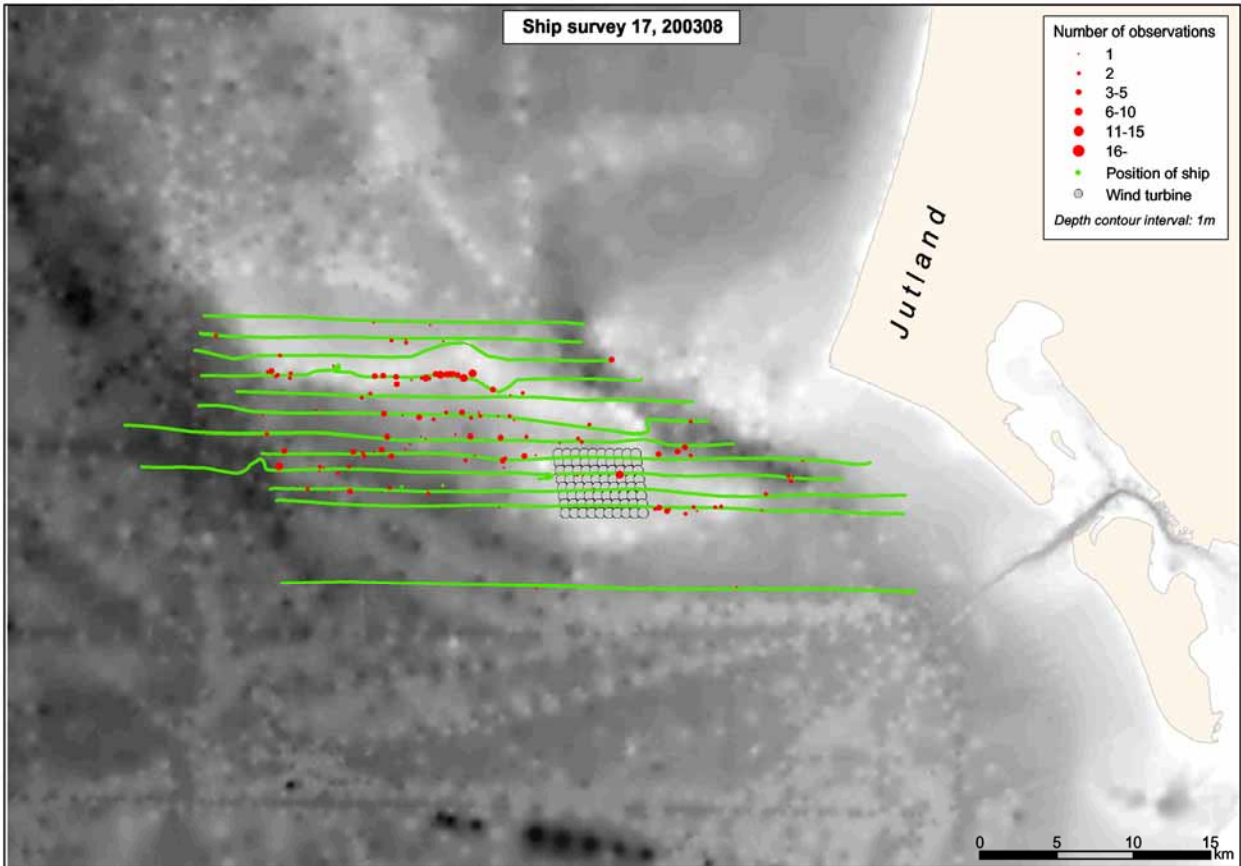 Ship survey 17, 200308
Number of observations
1
2
3-5
6-10
11-15
16-
Position of ship
Wind turbine
Depth contour interval: 1m
Jutland
0 5 10 15
km